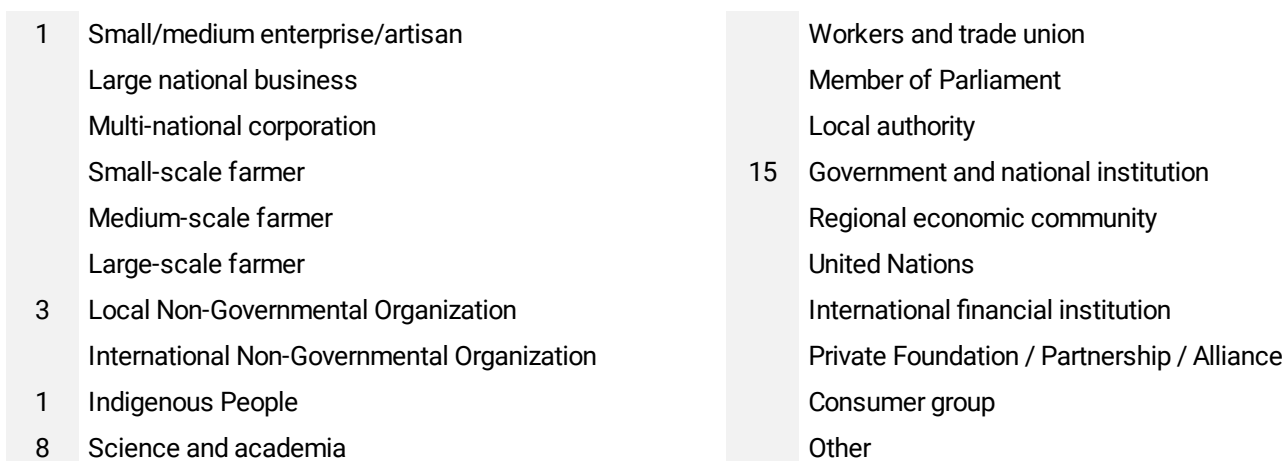 1 Small/medium enterprise/artisan
Large national business
Multi-national corporation
Small-scale farmer
Medium-scale farmer
Large-scale farmer
3 Local Non-Governmental Organization
International Non-Governmental Organization
1 Indigenous People
8 Science and academia
Workers and trade union
Member of Parliament
Local authority
15 Government and national institution
Regional economic community
United Nations
International financial institution
Private Foundation / Partnership / Alliance
Consumer group
Other